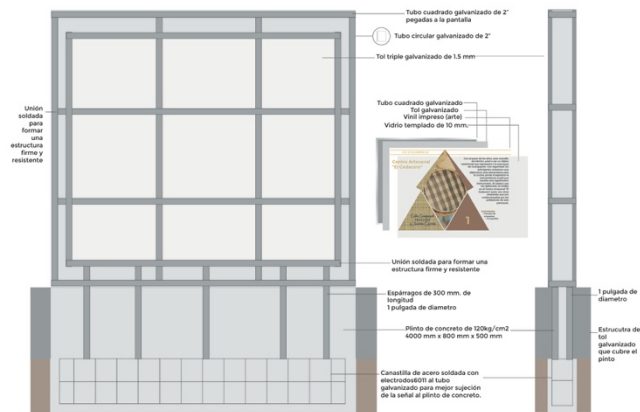 Tubo cuadrado galvanizado de 2"
pegadas a la pantalla
Tubo circular galvanizado de 2"
Tol triple galvanizado de 1.5 mm
Unión
soldada
para
formar
una
estructura
firme y
resistente
Tubo cuadrado galvanizado
Tol galvanizado
Vinil impreso (arte)
Vidrio templado de 10 mm.
Centro Artesanal
1
Unión soldada para formar una
estructura firme y resistente
Espárragos de 300 mm. de
longitud
1 pulgada de diametro
1 pulgada de
diametro
Plinto de concreto de 120kg/cm2
4000 mm x 800 mm x 500 mm
Estrucutra de
tol
galvanizado
que cubre el
pinto
Canastilla de acero soldada con
electrodos6011 al tubo
galvanizado para mejor sujeción
de la señal al plinto de concreto.